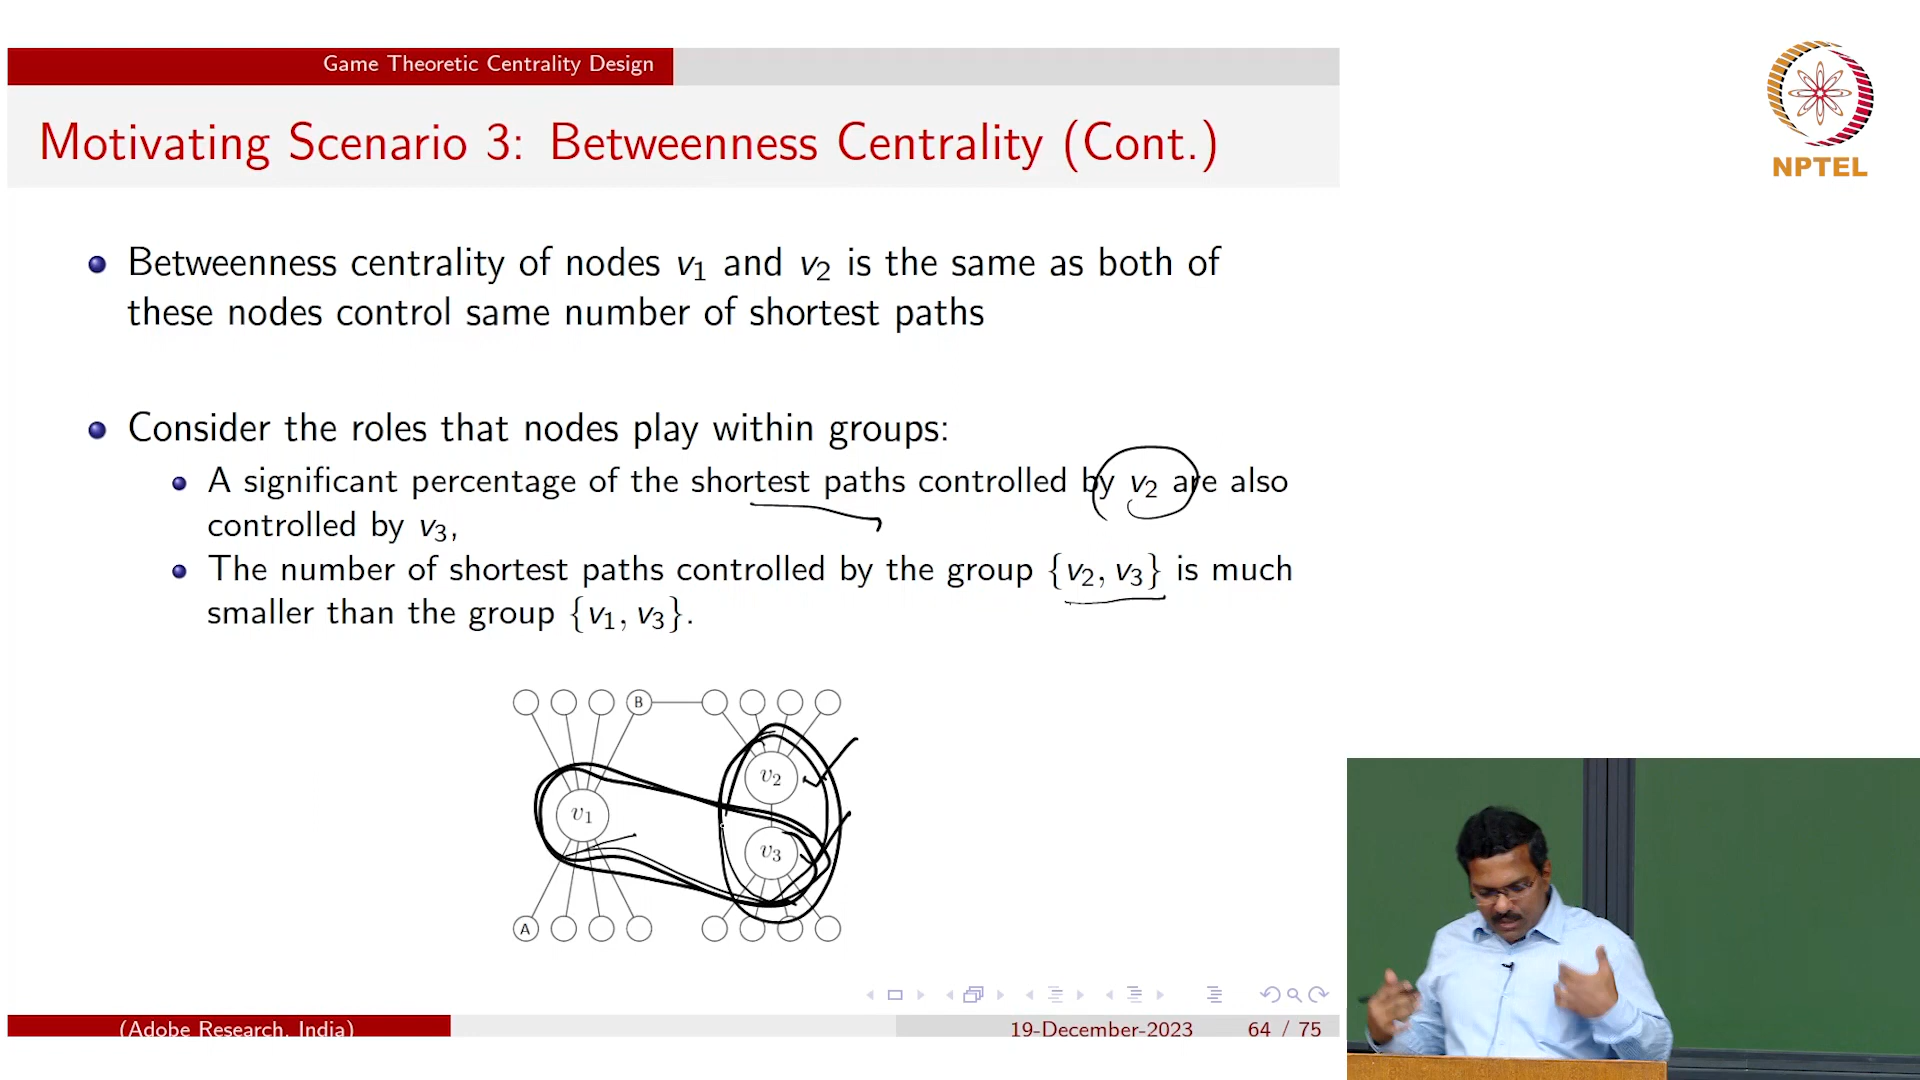 Game Theoretic Centrality Design
NPTEL
Motivating Scenario 3: Betweenness Centrality (Cont.)
Betweenness centrality of nodes v1 and v2 is the same as both of
these nodes control same number of shortest paths
Consider the roles that nodes play within groups:
A significant percentage of the shortest paths controlled by v2 are also
controlled by v3,
The number of shortest paths controlled by the group {v2, v3} is much
smaller than the group {v1, v3}.
B
v2
v1
v3
A
(Adobe Research, India)
19-December-2023
64 / 75